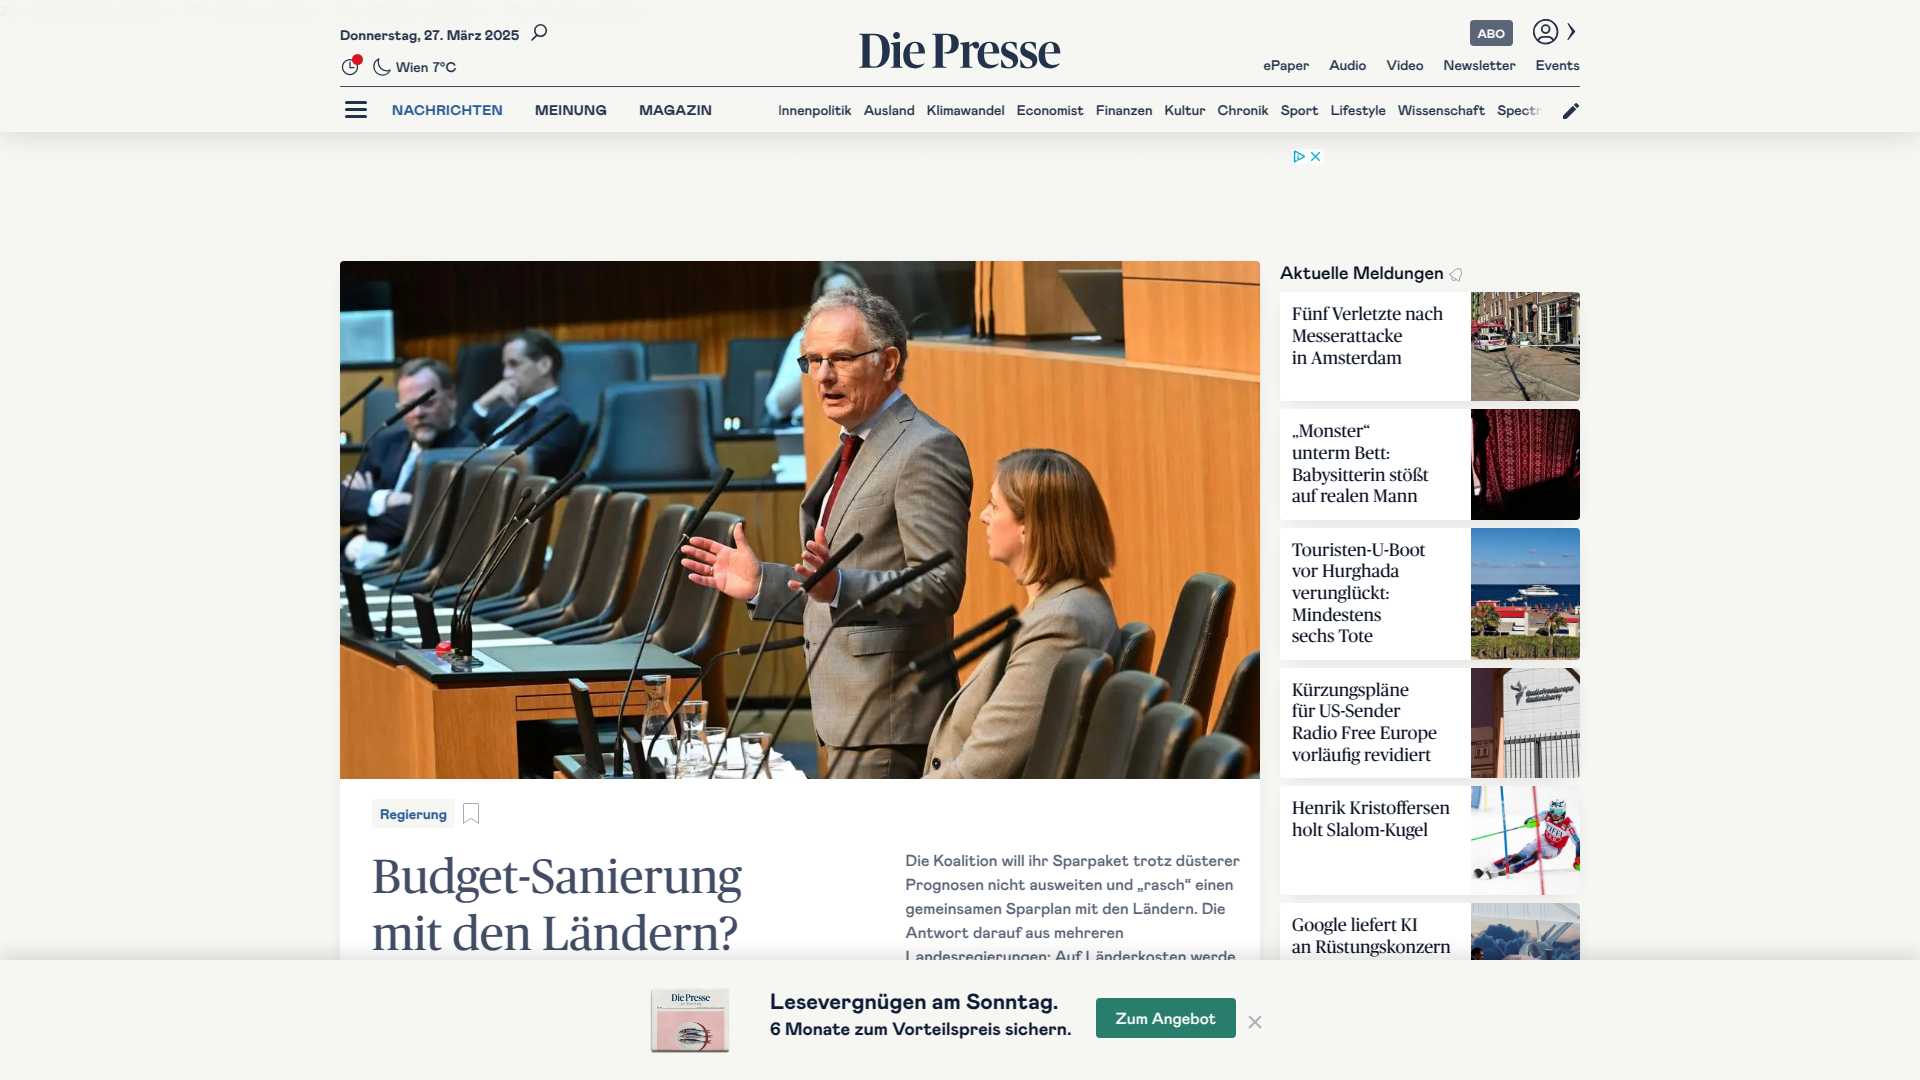 Donnerstag, 27. März 2025
Wien 7°C
Die Presse
ABO
ePaper Audio Video Newsletter Events
NACHRICHTEN MEINUNG MAGAZIN Innenpolitik Ausland Klimawandel Economist Finanzen Kultur Chronik Sport Lifestyle Wissenschaft
Regierung
Budget-Sanierung
mit den Ländern?
Die Koalition will ihr Sparpaket trotz düsterer
Prognosen nicht ausweiten und „rasch“ einen
gemeinsamen Sparplan mit den Ländern. Die
Antwort darauf aus mehreren
Landesregierungen: Auf Länderkosten werde
Aktuelle Meldungen
Fünf Verletzte nach
Messerattacke
in Amsterdam
„Monster“
unterm Bett:
Babysitterin stößt
auf realen Mann
Touristen-U-Boot
vor Hurghada
verunglückt:
Mindestens
sechs Tote
Kürzungspläne
für US-Sender
Radio Free Europe
vorläufig revidiert
Henrik Kristoffersen
holt Slalom-Kugel
Google liefert KI
an Rüstungskonzern
Die Presse
Lesevergnügen am Sonntag.
6 Monate zum Vorteilspreis sichern.
Zum Angebot